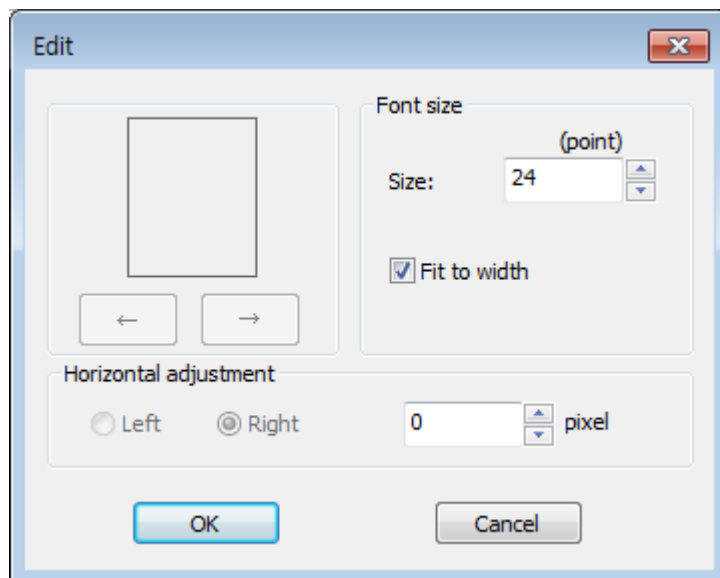 Edit
Font size
(point)
Size:
24
Fit to width
←
→
Horizontal adjustment
Left
Right
0
pixel
OK
Cancel